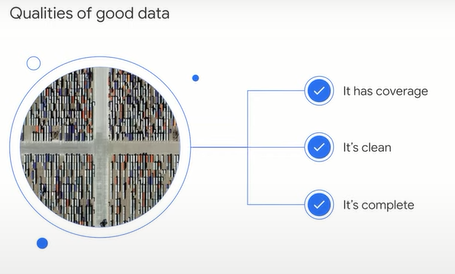 Qualities of good data
It has coverage
It's clean
It's complete